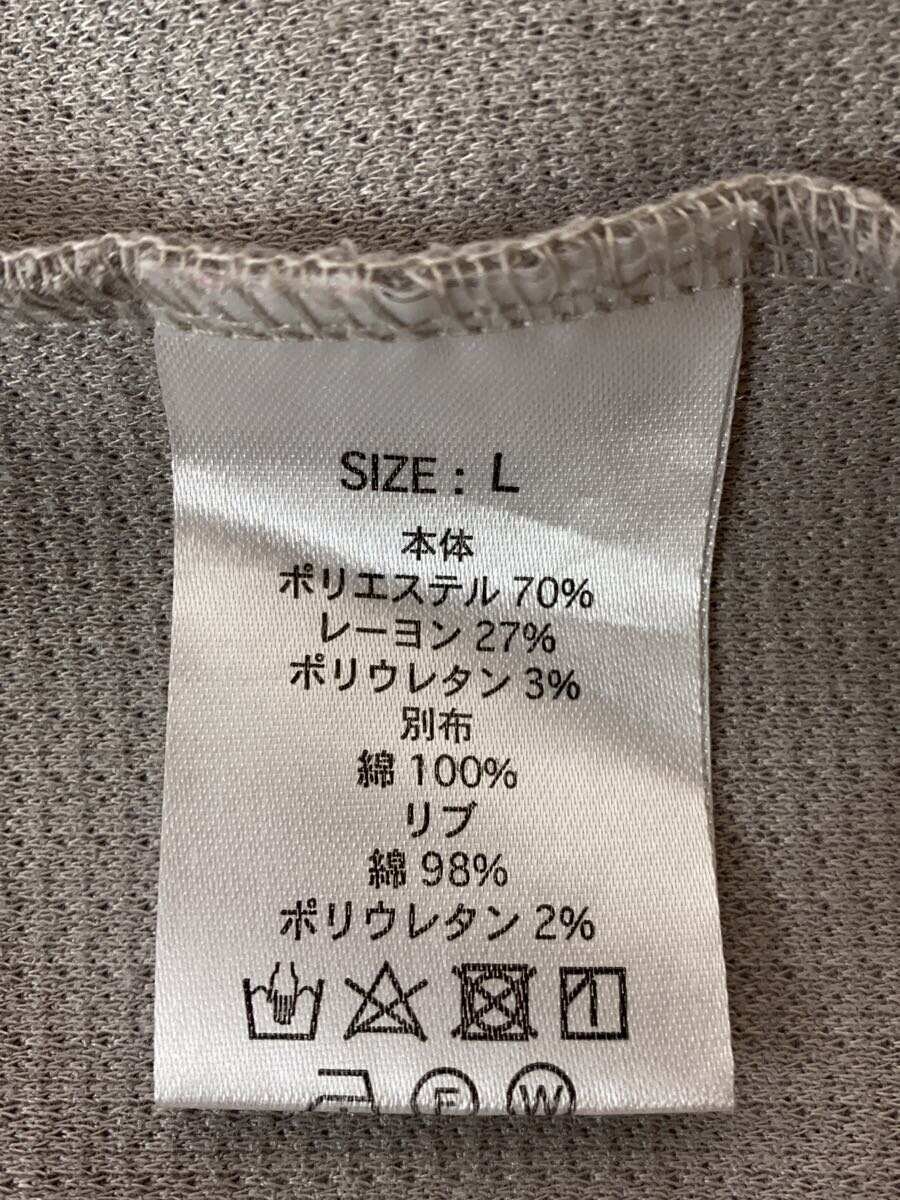 SIZE : L
本体
ポリエステル 70%
レーヨン 27%
ポリウレタン 3%
別布
綿 100%
リブ
綿 98%
ポリウレタン 2%
F W